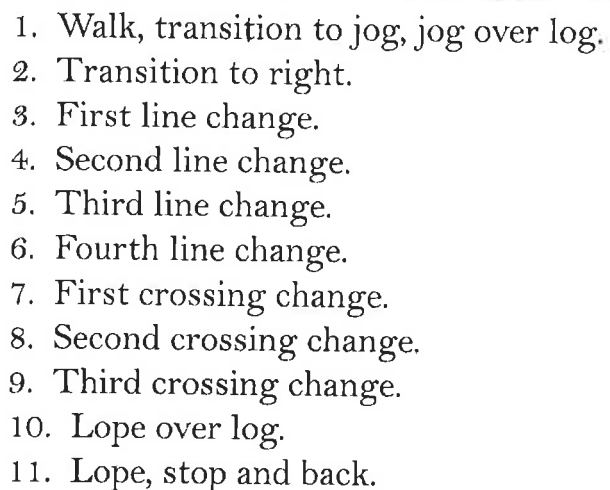 1. Walk, transition to jog, jog over log.
2. Transition to right.
3. First line change.
4. Second line change.
5. Third line change.
6. Fourth line change.
7. First crossing change.
8. Second crossing change.
9. Third crossing change.
10. Lope over log.
11. Lope, stop and back.